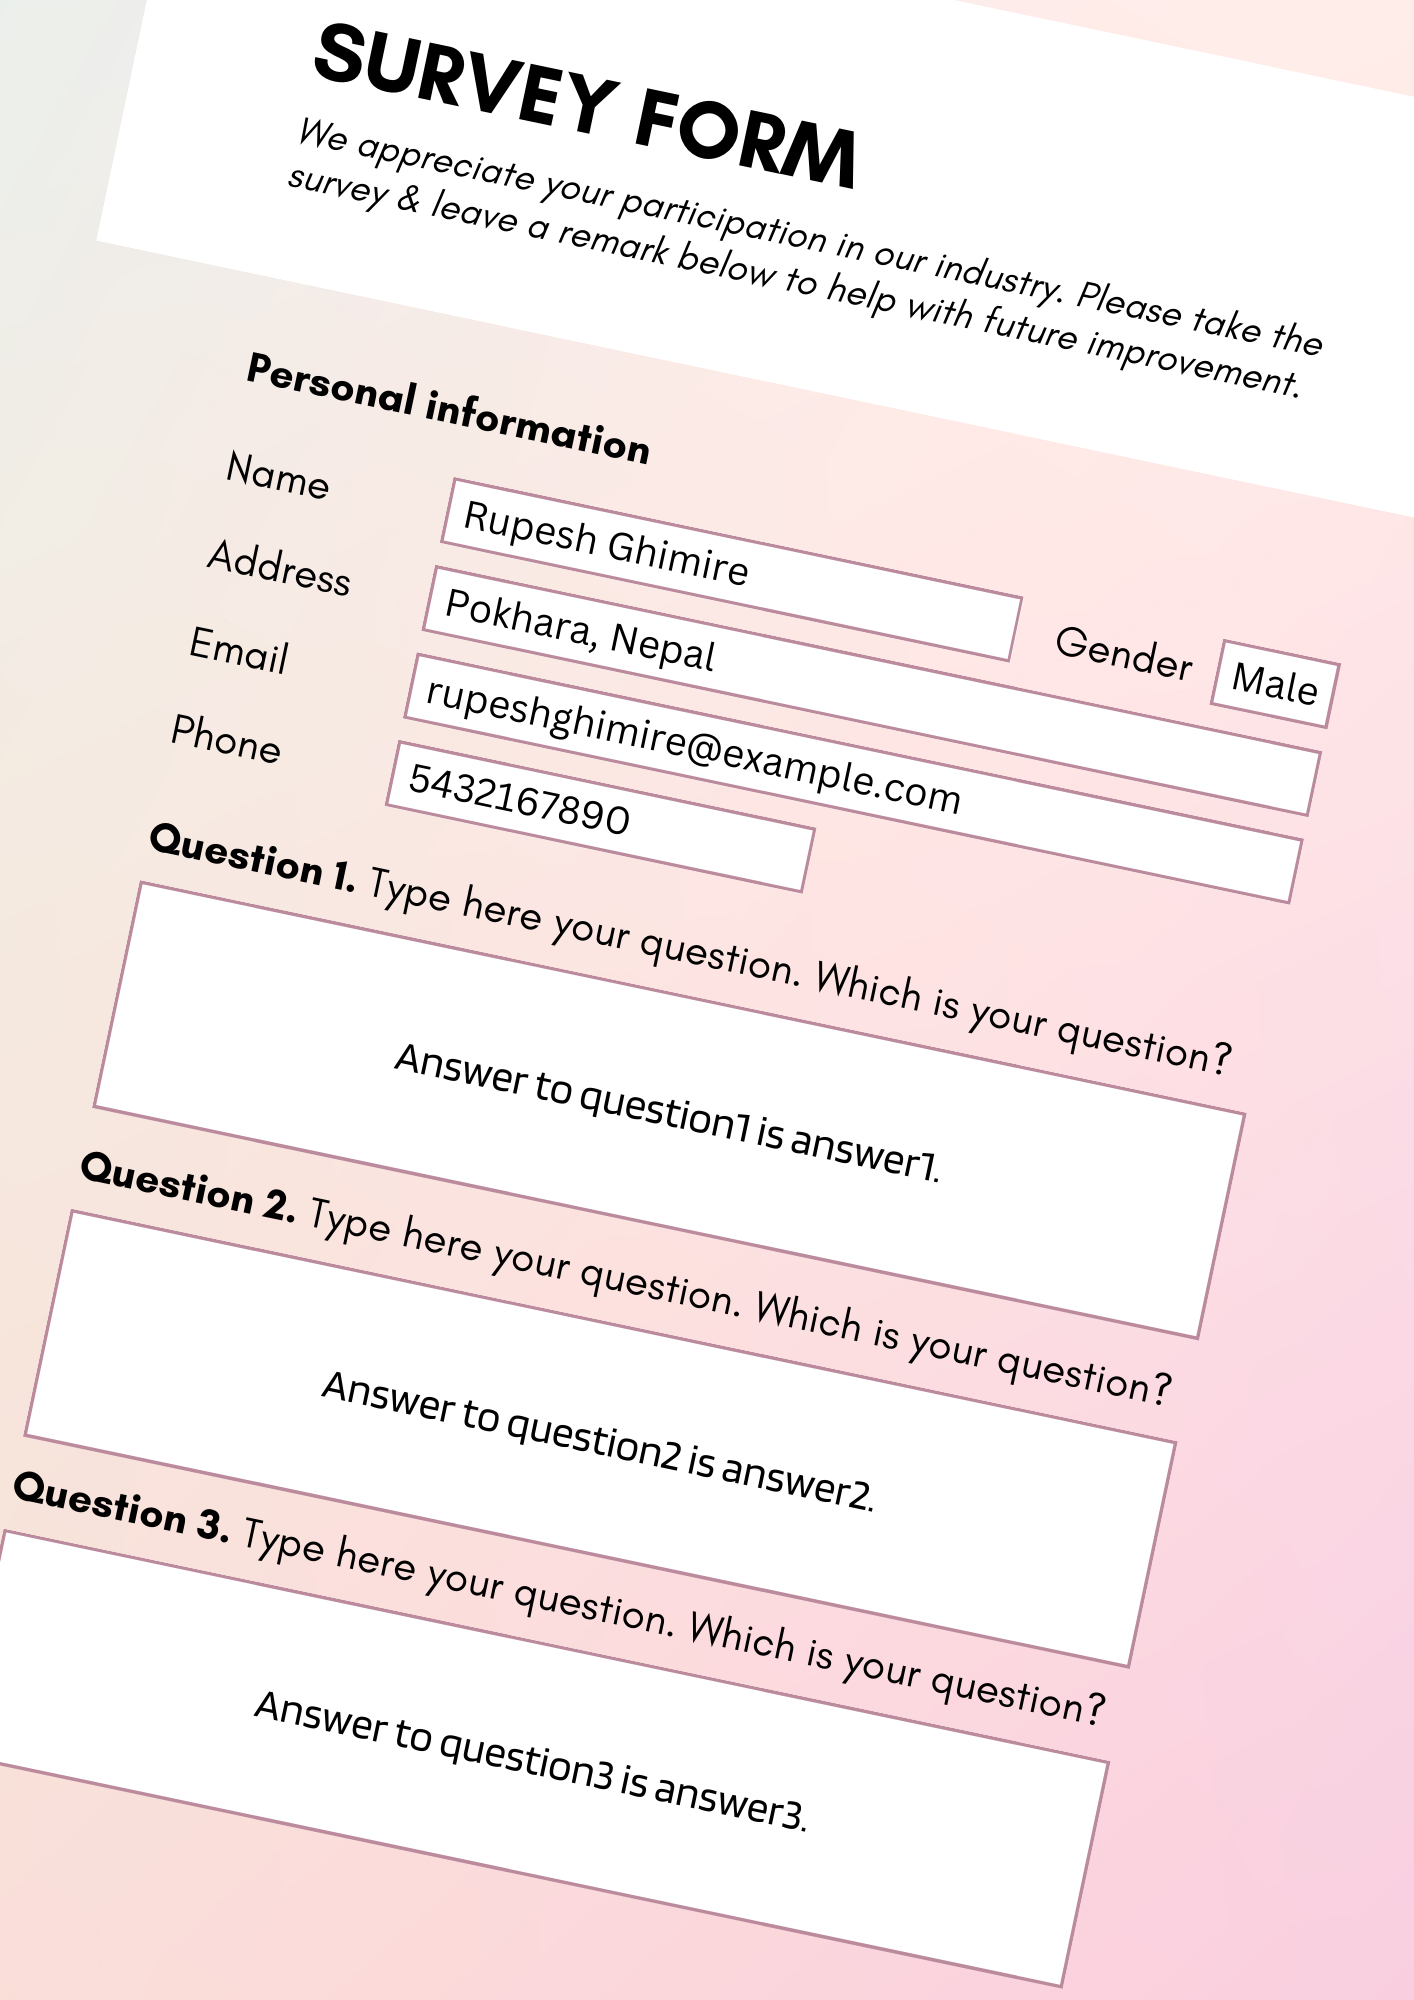 SURVEY FORM
We appreciate your participation in our industry. Please take the
survey & leave a remark below to help with future improvement.
Personal information
Name Rupesh Ghimire Gender Male
Address Pokhara, Nepal
Email rupeshghimire@example.com
Phone 5432167890
Question 1. Type here your question. Which is your question?
Answer to question1 is answer1.
Question 2. Type here your question. Which is your question?
Answer to question2 is answer2.
Question 3. Type here your question. Which is your question?
Answer to question3 is answer3.